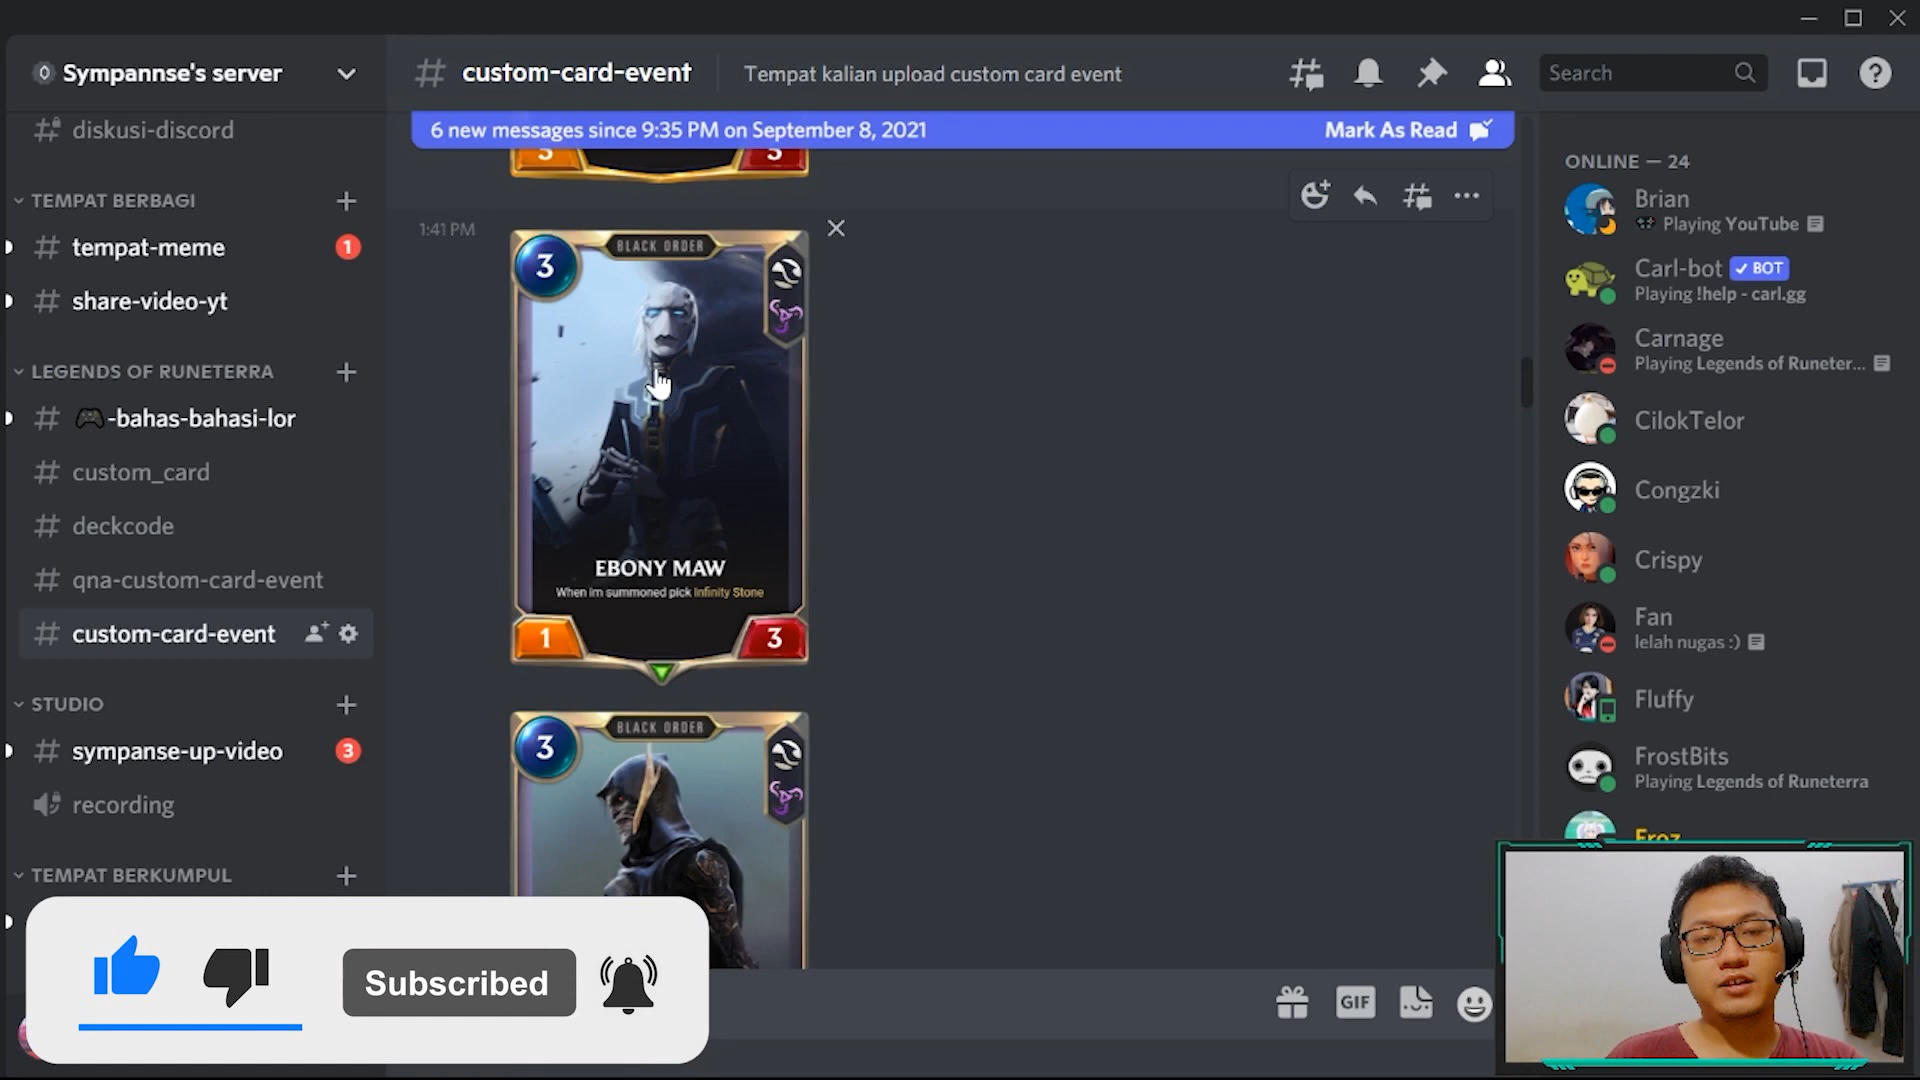 Sympannse's server
diskusi-discord
TEMPAT BERBAGI
tempat-meme
1
share-video-yt
LEGENDS OF RUNETERRA
-bahas-bahasi-lor
custom_card
deckcode
qna-custom-card-event
custom-card-event
STUDIO
sympanse-up-video
3
recording
TEMPAT BERKUMPUL
custom-card-event
Tempat kalian upload custom card event
Search
6 new messages since 9:35 PM on September 8, 2021
Mark As Read
1:41 PM
3
BLACK ORDER
EBONY MAW
When im summoned pick Infinity Stone
1
3
3
BLACK ORDER
GIF
Subscribed
ONLINE — 24
Brian
Playing YouTube
Carl-bot
BOT
Playing !help - carl.gg
Carnage
Playing Legends of Runeter...
CilokTelor
Congzki
Crispy
Fan
lelah nugas :)
Fluffy
FrostBits
Playing Legends of Runeterra